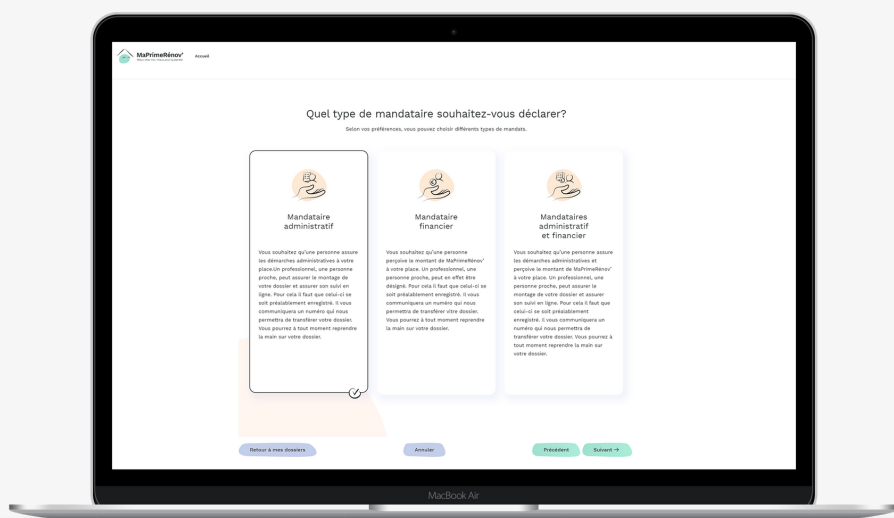 MaPrimeRénov'
Accueil
Quel type de mandataire souhaitez-vous déclarer?
Selon vos préférences, vous pouvez choisir différents types de mandats.
Mandataire
administratif
Vous souhaitez qu'une personne assure
les démarches administratives à votre
place.Un professionnel, une personne
proche, peut assurer le montage de
votre dossier et assurer son suivi en
ligne. Pour cela il faut que celui-ci se
soit préalablement enregistré. Il vous
communiquera un numéro qui nous
permettra de transférer votre dossier.
Vous pourrez à tout moment reprendre
la main sur votre dossier.
Mandataire
financier
Vous souhaitez qu'une personne
perçoive le montant de MaPrimeRénov'
à votre place. Un professionnel, une
personne proche, peut en effet être
désigné. Pour cela il faut que celui-ci se
soit préalablement enregistré. Il vous
communiquera un numéro qui nous
permettra de transférer vitre dossier.
Vous pourrez à tout moment reprendre
la main sur votre dossier.
Mandataires
administratif
et financier
Vous souhaitez qu'une personne assure
les démarches administratives et
perçoive le montant de MaPrimeRénov'
à votre place. Un professionnel, une
personne proche, peut assurer le
montage de votre dossier et assurer
son suivi en ligne. Pour cela il faut que
celui-ci se soit préalablement
enregistré. Il vous communiquera un
numéro qui nous permettra de
transférer votre dossier. Vous pourrez à
tout moment reprendre la main sur
votre dossier.
Retour à mes dossiers
Annuler
Précédent
Suivant →
MacBook Air